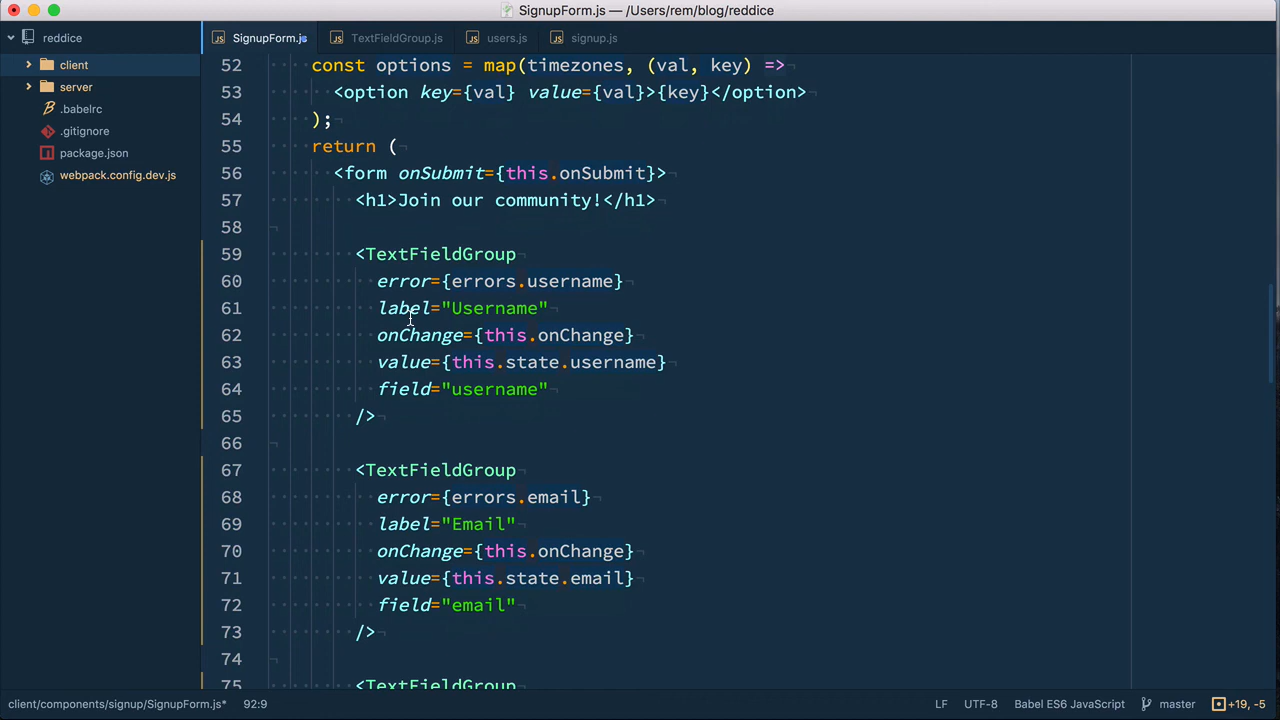 SignupForm.js — /Users/rem/blog/reddice
reddice
client
server
.babelrc
.gitignore
package.json
webpack.config.dev.js
SignupForm.js
TextFieldGroup.js
users.js
signup.js
52 const options = map(timezones, (val, key) =>
53 <option key={val} value={val}>{key}</option>
54 );
55 return (
56 <form onSubmit={this.onSubmit}>
57 <h1>Join our community!</h1>
58
59 <TextFieldGroup
60 error={errors.username}
61 label="Username"
62 onChange={this.onChange}
63 value={this.state.username}
64 field="username"
65 />
66
67 <TextFieldGroup
68 error={errors.email}
69 label="Email"
70 onChange={this.onChange}
71 value={this.state.email}
72 field="email"
73 />
74
75 <TextFieldGroup
client/components/signup/SignupForm.js* 92:9 LF UTF-8 Babel ES6 JavaScript master +19, -5